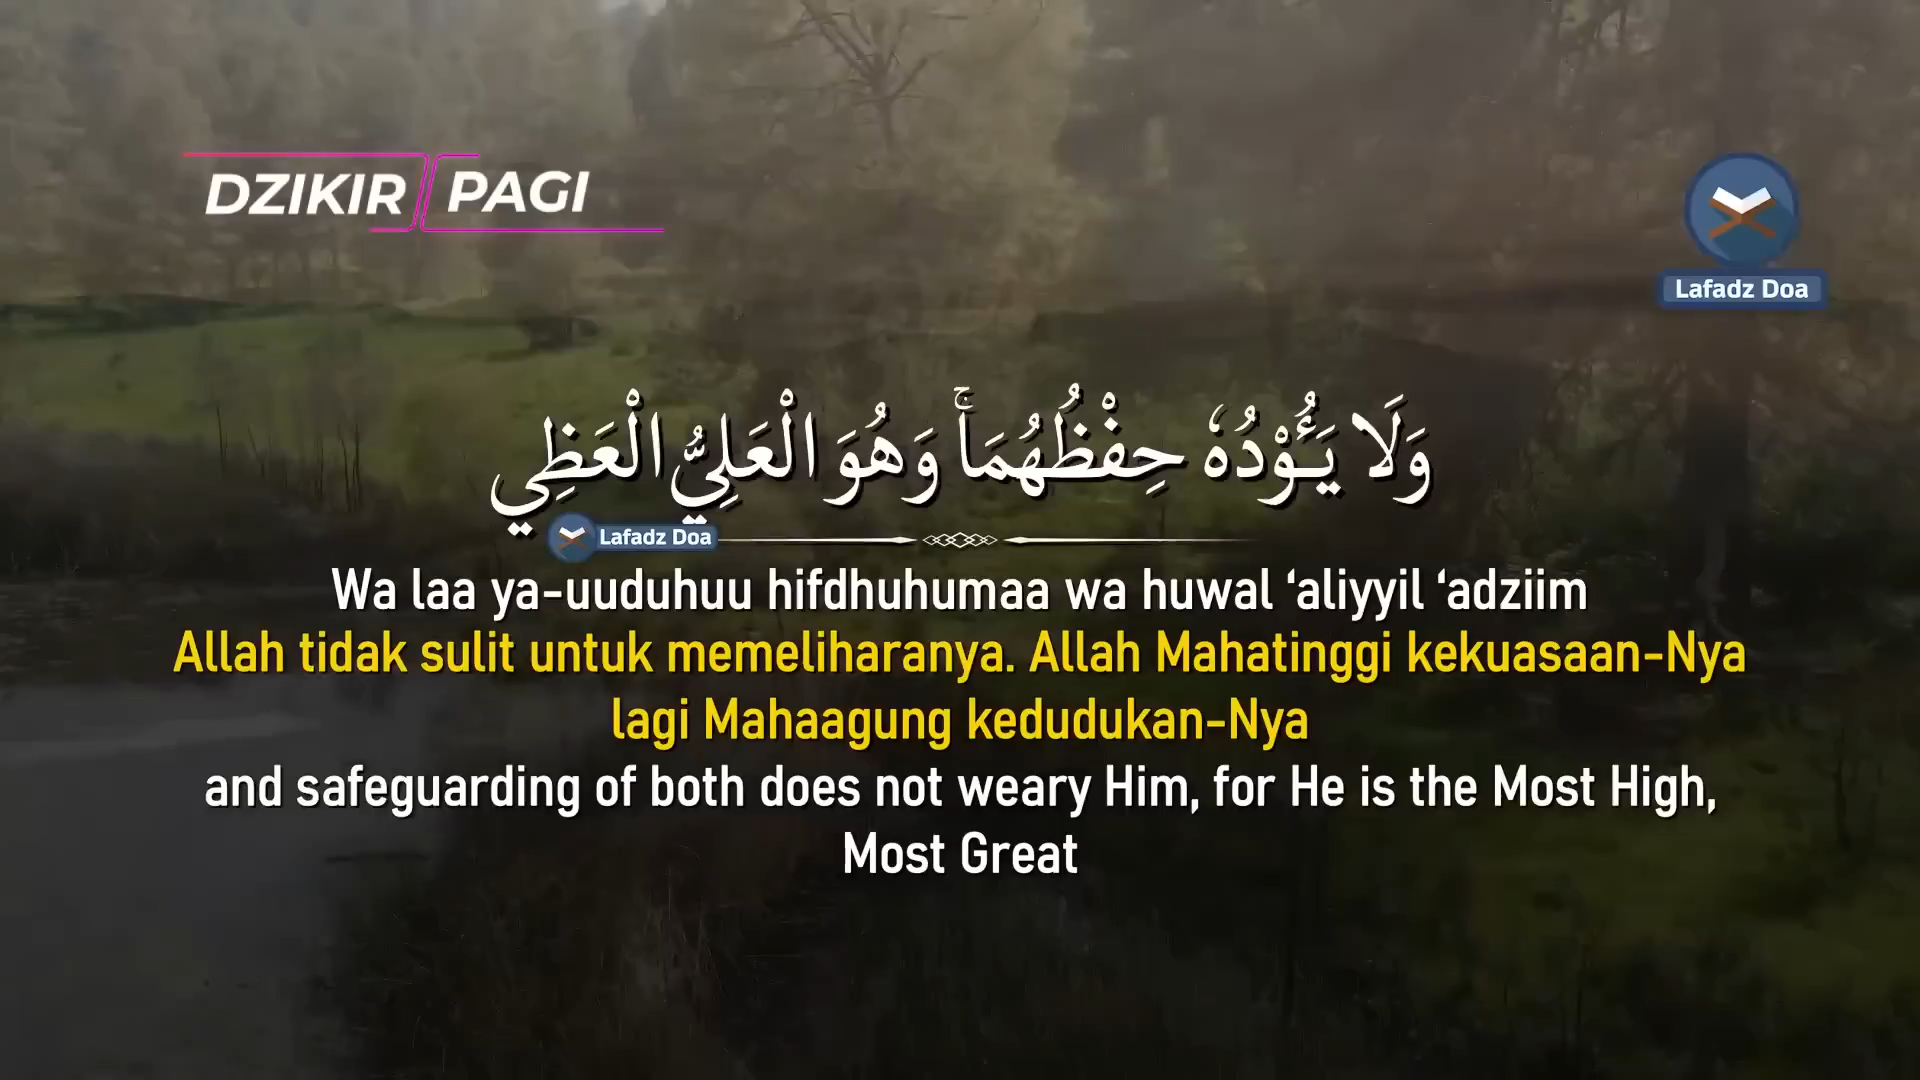 DZIKIR PAGI
Lafadz Doa
وَلَا يَـُٔوْدُهٗ حِفْظُهُمَاۚ وَهُوَ الْعَلِيُّ الْعَظِي
Lafadz Doa
Wa laa ya-uuduhuu hifdhuhumaa wa huwal ‘aliyyil ‘adziim
Allah tidak sulit untuk memeliharanya. Allah Mahatinggi kekuasaan-Nya
lagi Mahaagung kedudukan-Nya
and safeguarding of both does not weary Him, for He is the Most High,
Most Great